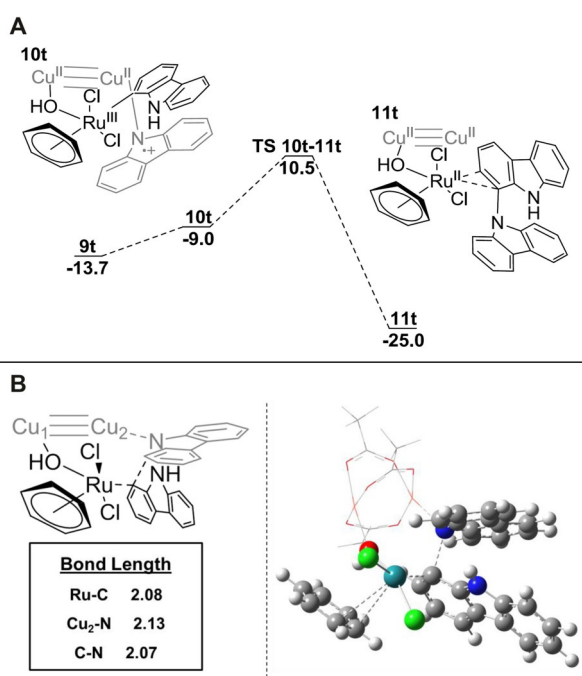 A
10t
Cu^II Cu^II
Cl
HO
Ru^III
NH
Cl
N
•+
TS 10t-11t
10.5
11t
Cu^II Cu^II
Cl
HO
Ru^II
Cl
N
H
N
10t
-9.0
9t
-13.7
11t
-25.0
B
Cu₁ Cu₂
N
Cl
HO
NH
Ru
Cl
Bond Length
Ru-C 2.08
Cu₂-N 2.13
C-N 2.07